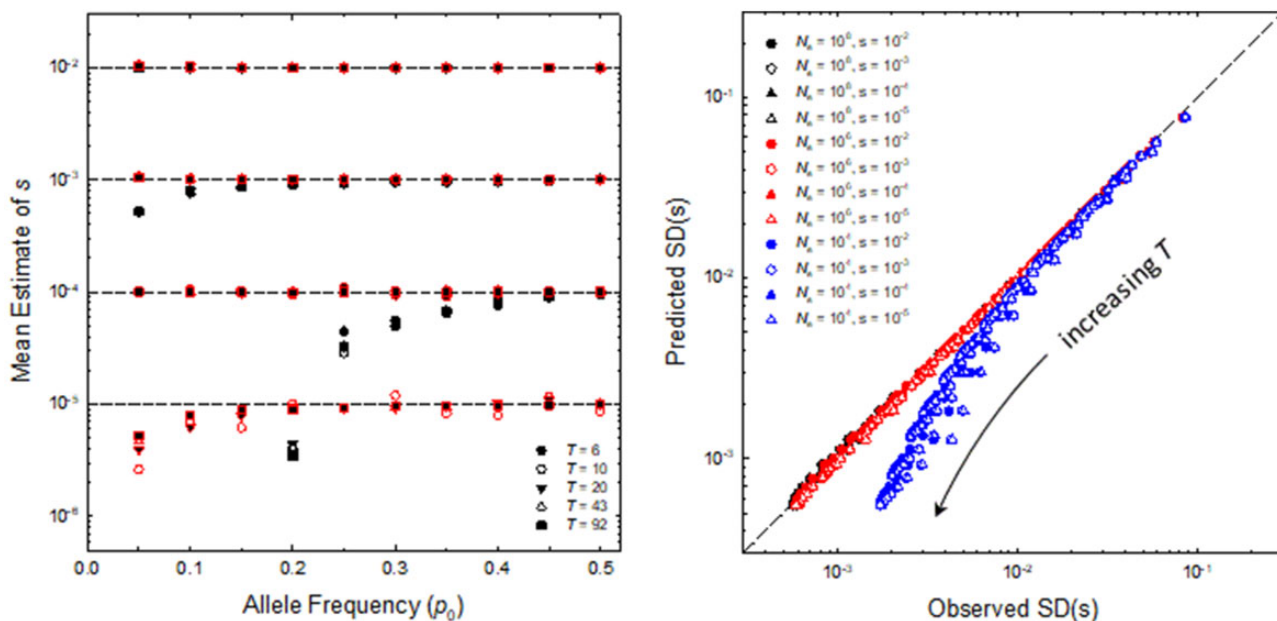 Mean Estimate of s
10⁻²
10⁻³
10⁻⁴
10⁻⁵
10⁻⁶
0.0 0.1 0.2 0.3 0.4 0.5
Allele Frequency (p₀)
T = 6
T = 10
T = 20
T = 43
T = 92
Predicted SD(s)
10⁻¹
10⁻²
10⁻³
10⁻³ 10⁻² 10⁻¹
Observed SD(s)
Nₑ = 10⁸, s = 10⁻²
Nₑ = 10⁸, s = 10⁻³
Nₑ = 10⁸, s = 10⁻⁴
Nₑ = 10⁸, s = 10⁻⁵
Nₑ = 10⁶, s = 10⁻²
Nₑ = 10⁶, s = 10⁻³
Nₑ = 10⁶, s = 10⁻⁴
Nₑ = 10⁶, s = 10⁻⁵
Nₑ = 10⁴, s = 10⁻²
Nₑ = 10⁴, s = 10⁻³
Nₑ = 10⁴, s = 10⁻⁴
Nₑ = 10⁴, s = 10⁻⁵
increasing T